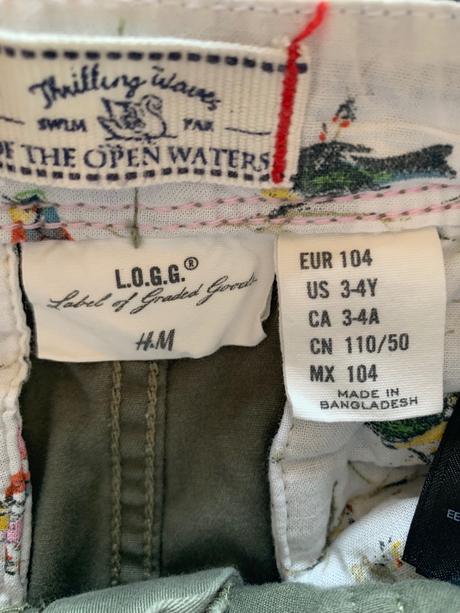 Thrilling Waves
SWIM FAR
THE OPEN WATERS
L.O.G.G.®
Label of Graded Goods
H&M
EUR 104
US 3-4Y
CA 3-4A
CN 110/50
MX 104
MADE IN
BANGLADESH